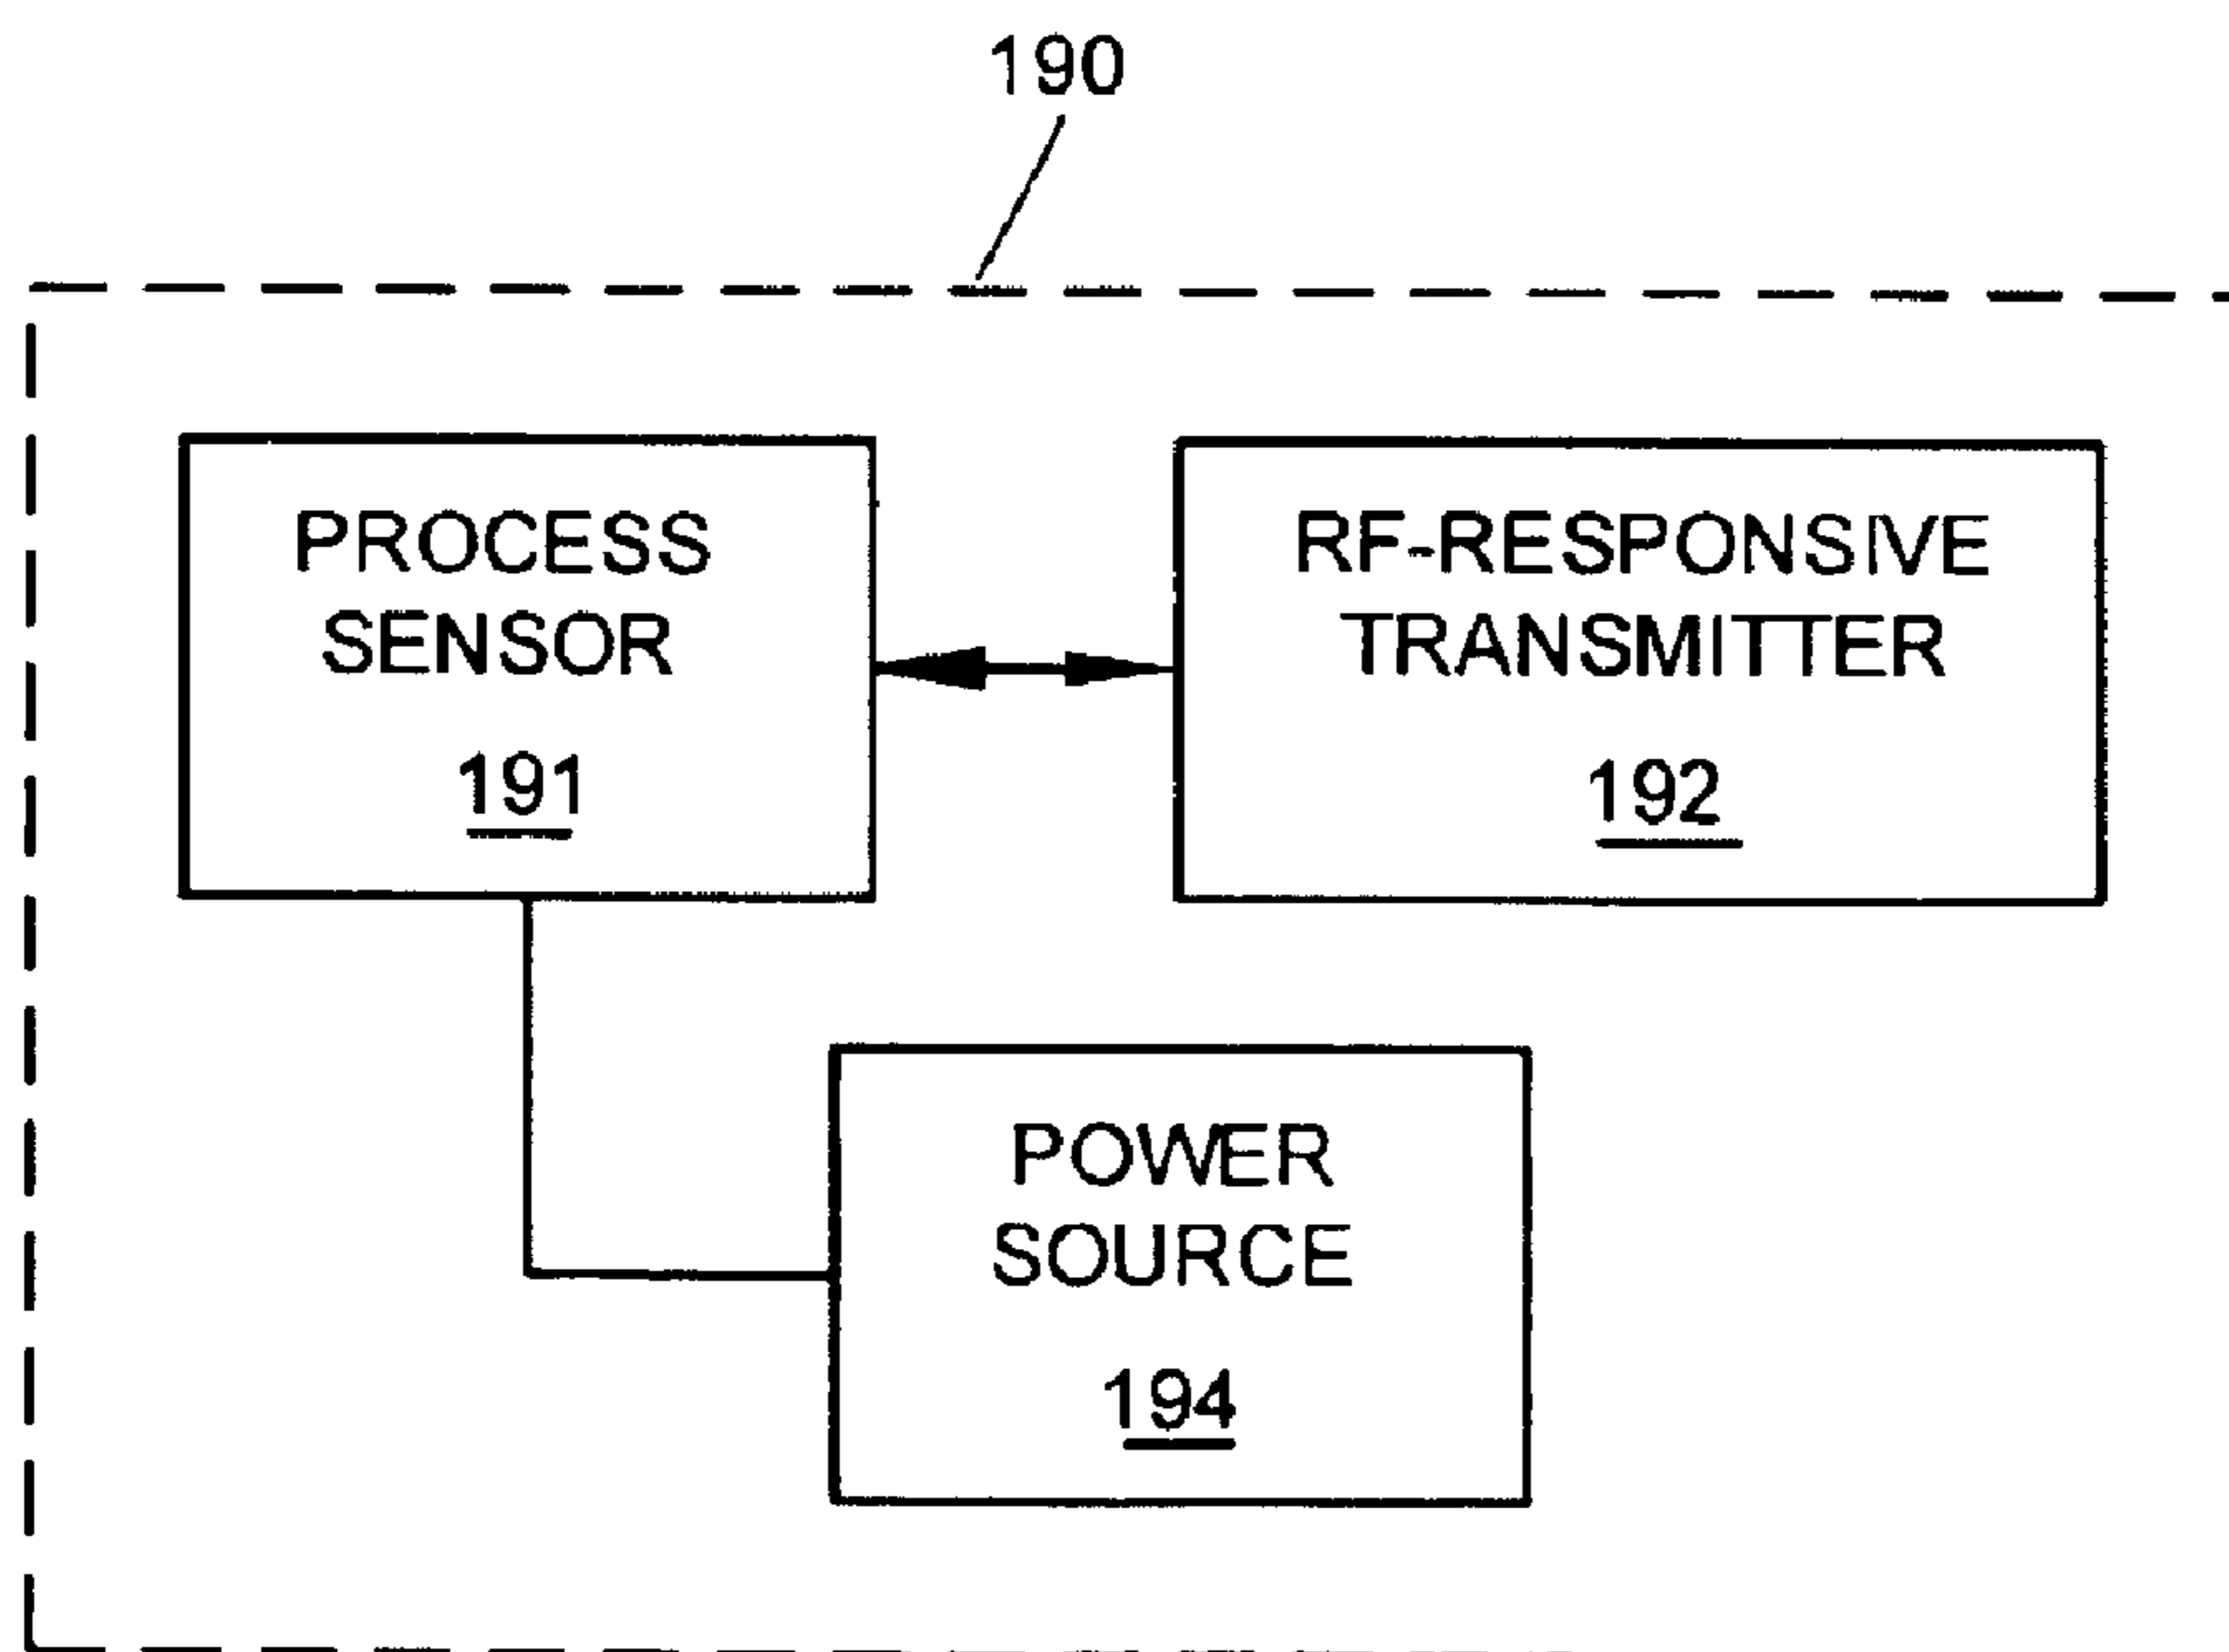 190
PROCESS
SENSOR
191
RF-RESPONSIVE
TRANSMITTER
192
POWER
SOURCE
194